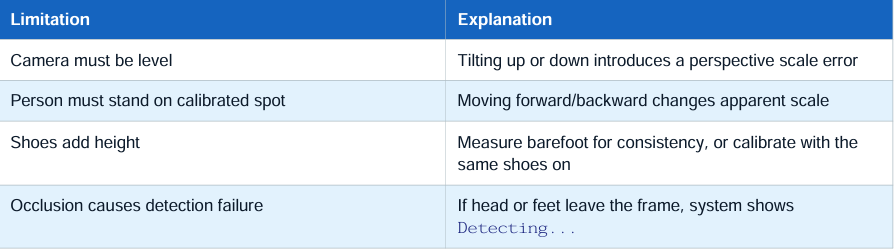 Limitation Explanation
Camera must be level Tilting up or down introduces a perspective scale error
Person must stand on calibrated spot Moving forward/backward changes apparent scale
Shoes add height Measure barefoot for consistency, or calibrate with the
same shoes on
Occlusion causes detection failure If head or feet leave the frame, system shows
Detecting...